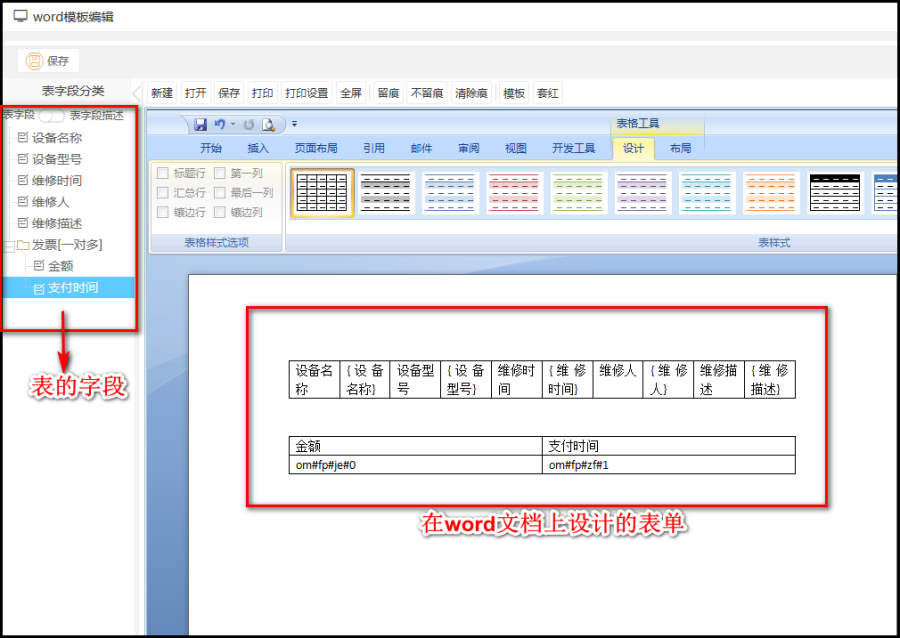 word模板编辑
保存
表字段分类
新建 打开 保存 打印 打印设置 全屏 留痕 不留痕 清除痕 模板 套红
表字段 表字段描述
设备名称
设备型号
维修时间
维修人
维修描述
发票[一对多]
金额
支付时间
表的字段
表格工具
开始 插入 页面布局 引用 邮件 审阅 视图 开发工具 设计 布局
标题行 第一列
汇总行 最后一列
镶边行 镶边列
表格样式选项 表样式
设备名 {设备 设备型 {设备 维修时 {维修 维修人 {维修 维修描 {维修
称 名称} 号 型号} 间 时间} 人} 述 描述}
金额 支付时间
om#fp#je#0 om#fp#zf#1
在word文档上设计的表单